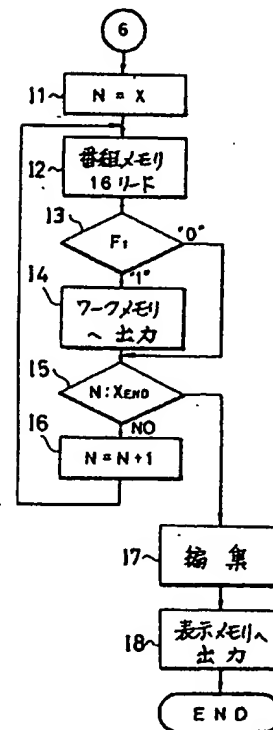 6
11
N = X
12
番組メモリ
16リード
13
F1
"0"
"1"
14
ワークメモリ
へ出力
15
N:XEND
NO
16
N = N+1
17
編集
18
表示メモリへ
出力
END